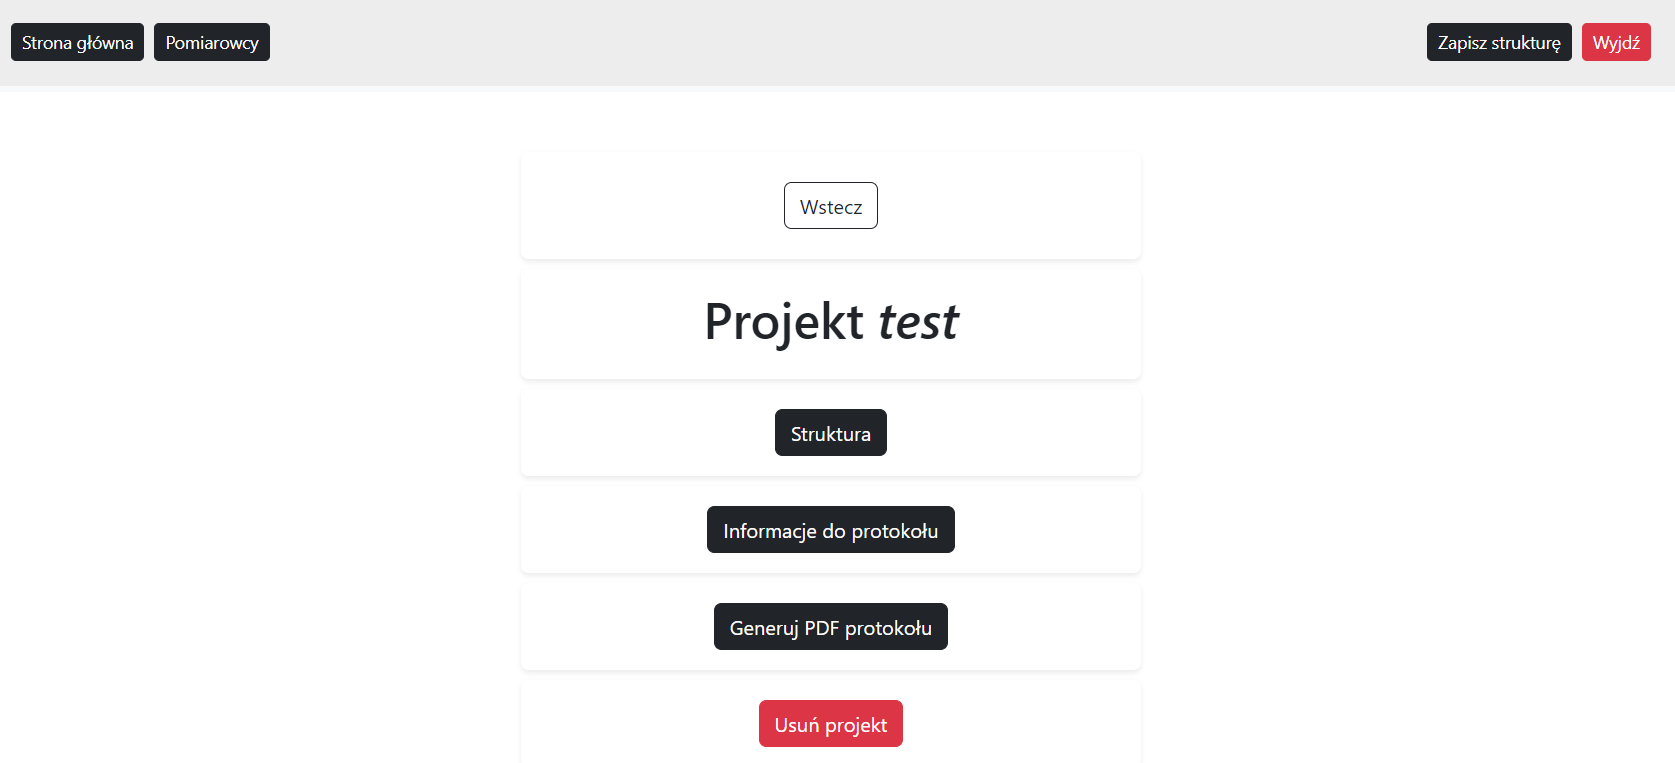 Strona główna
Pomiarowcy
Zapisz strukturę
Wyjdź
Wstecz
Projekt test
Struktura
Informacje do protokołu
Generuj PDF protokołu
Usuń projekt